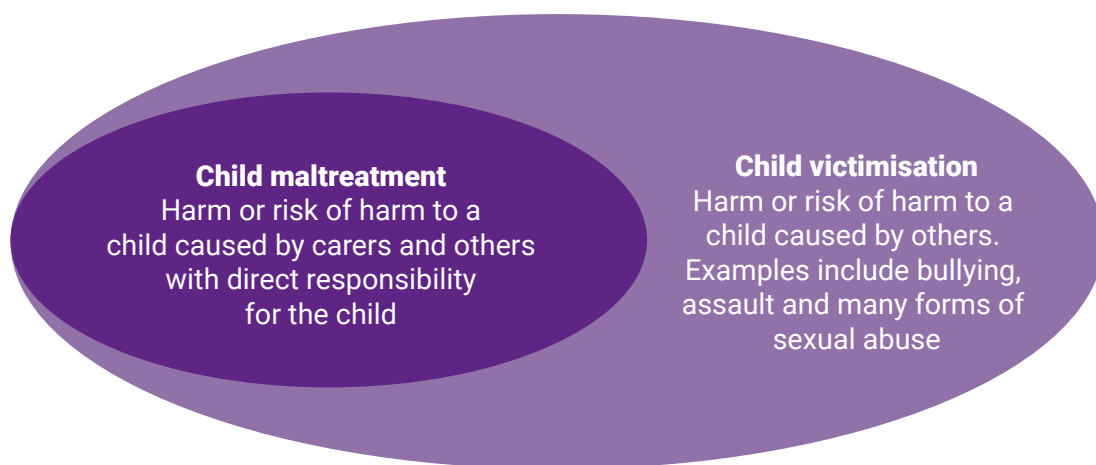 Child maltreatment
Harm or risk of harm to a
child caused by carers and others
with direct responsibility
for the child
Child victimisation
Harm or risk of harm to a
child caused by others.
Examples include bullying,
assault and many forms of
sexual abuse